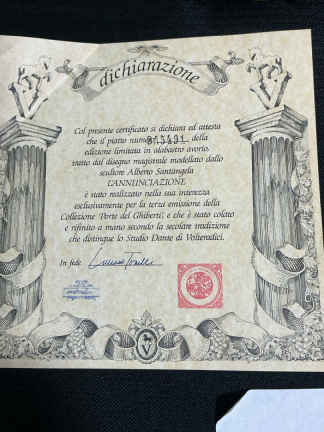 dichiarazione
Col presente certificato si dichiara ed attesta
che il piatto numero della
edizione limitata in alabastro avorio,
tratto dal disegno magistrale modellato dallo
scultore Alberto Santangela
L'ANNUNCIAZIONE
è stato realizzato nella sua interezza
esclusivamente per la terza emissione della
Collezione 'Porte del Ghiberti', e che è stato colato
e rifinito a mano secondo la secolare tradizione
che distingue lo Studio Dante di Volteradici.
In fede
V